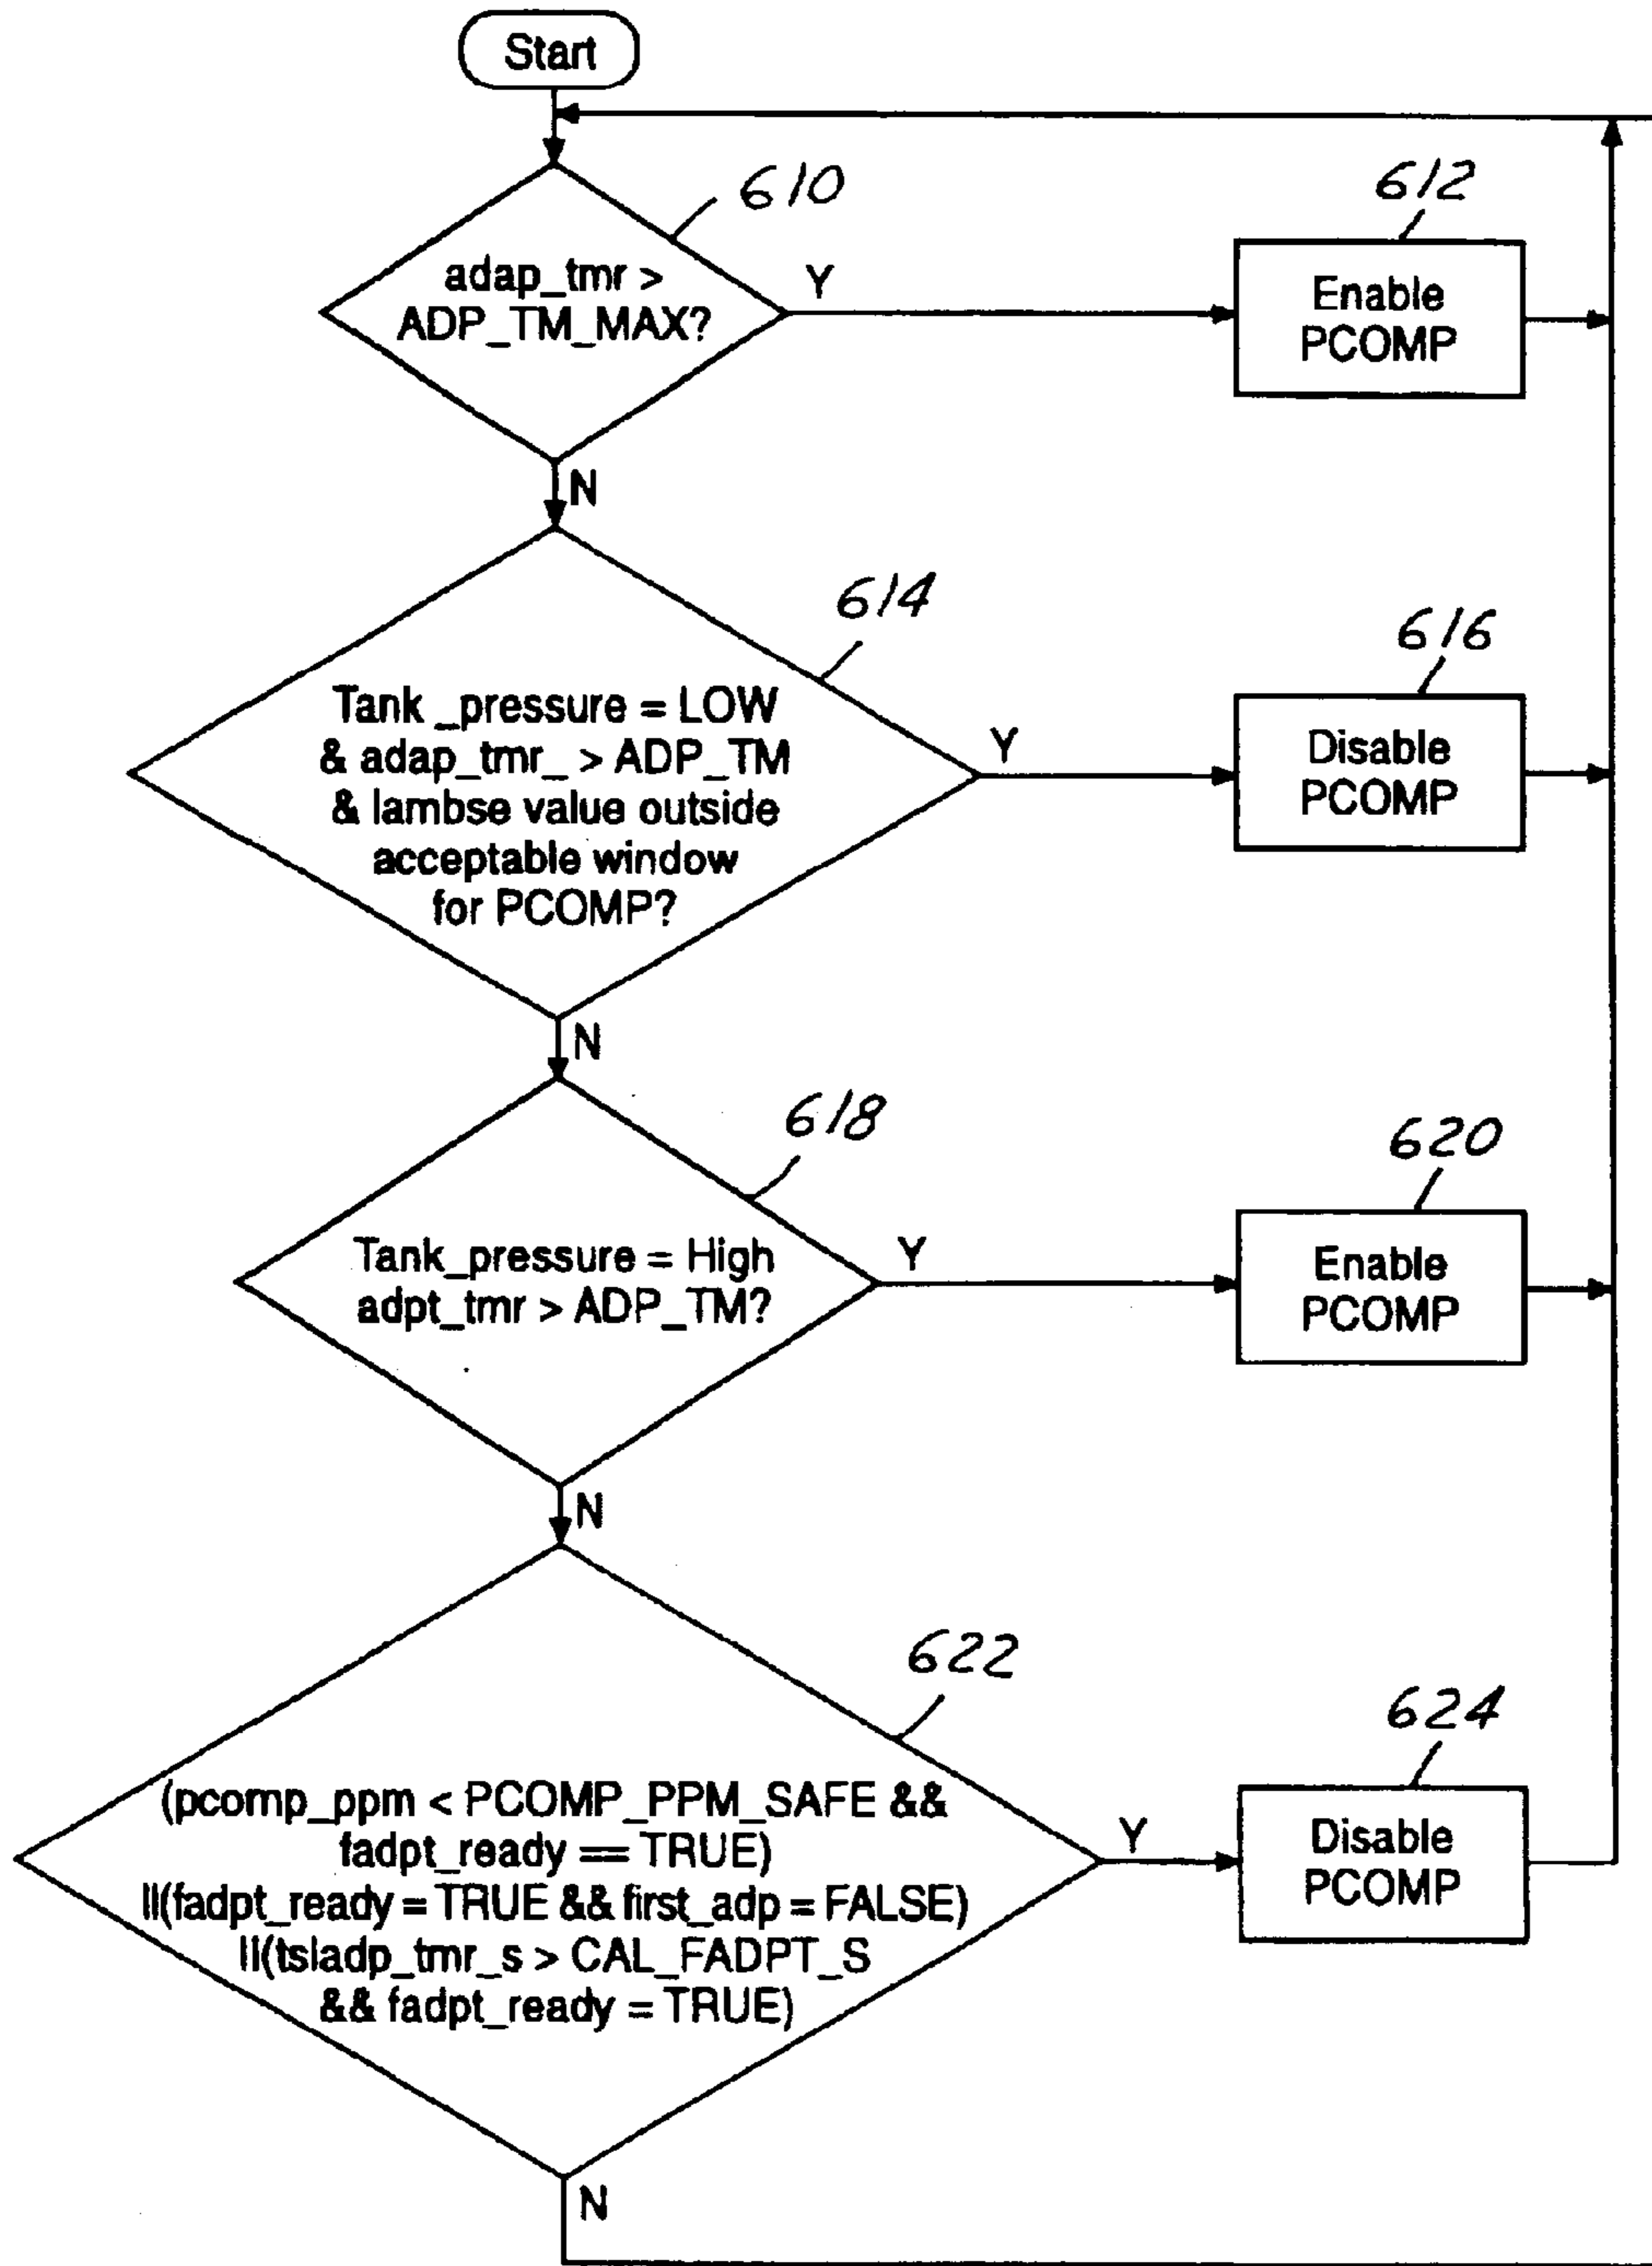 Start
610
adap_tmr >
ADP_TM_MAX?
Y
612
Enable
PCOMP
N
614
Tank _pressure = LOW
& adap_tmr_ > ADP_TM
& lambse value outside
acceptable window
for PCOMP?
Y
616
Disable
PCOMP
N
618
Tank_pressure = High
adpt_tmr > ADP_TM?
Y
620
Enable
PCOMP
N
622
(pcomp_ppm < PCOMP_PPM_SAFE &&
fadpt_ready == TRUE)
||(fadpt_ready = TRUE && first_adp = FALSE)
||(tsladp_tmr_s > CAL_FADPT_S
&& fadpt_ready = TRUE)
Y
624
Disable
PCOMP
N